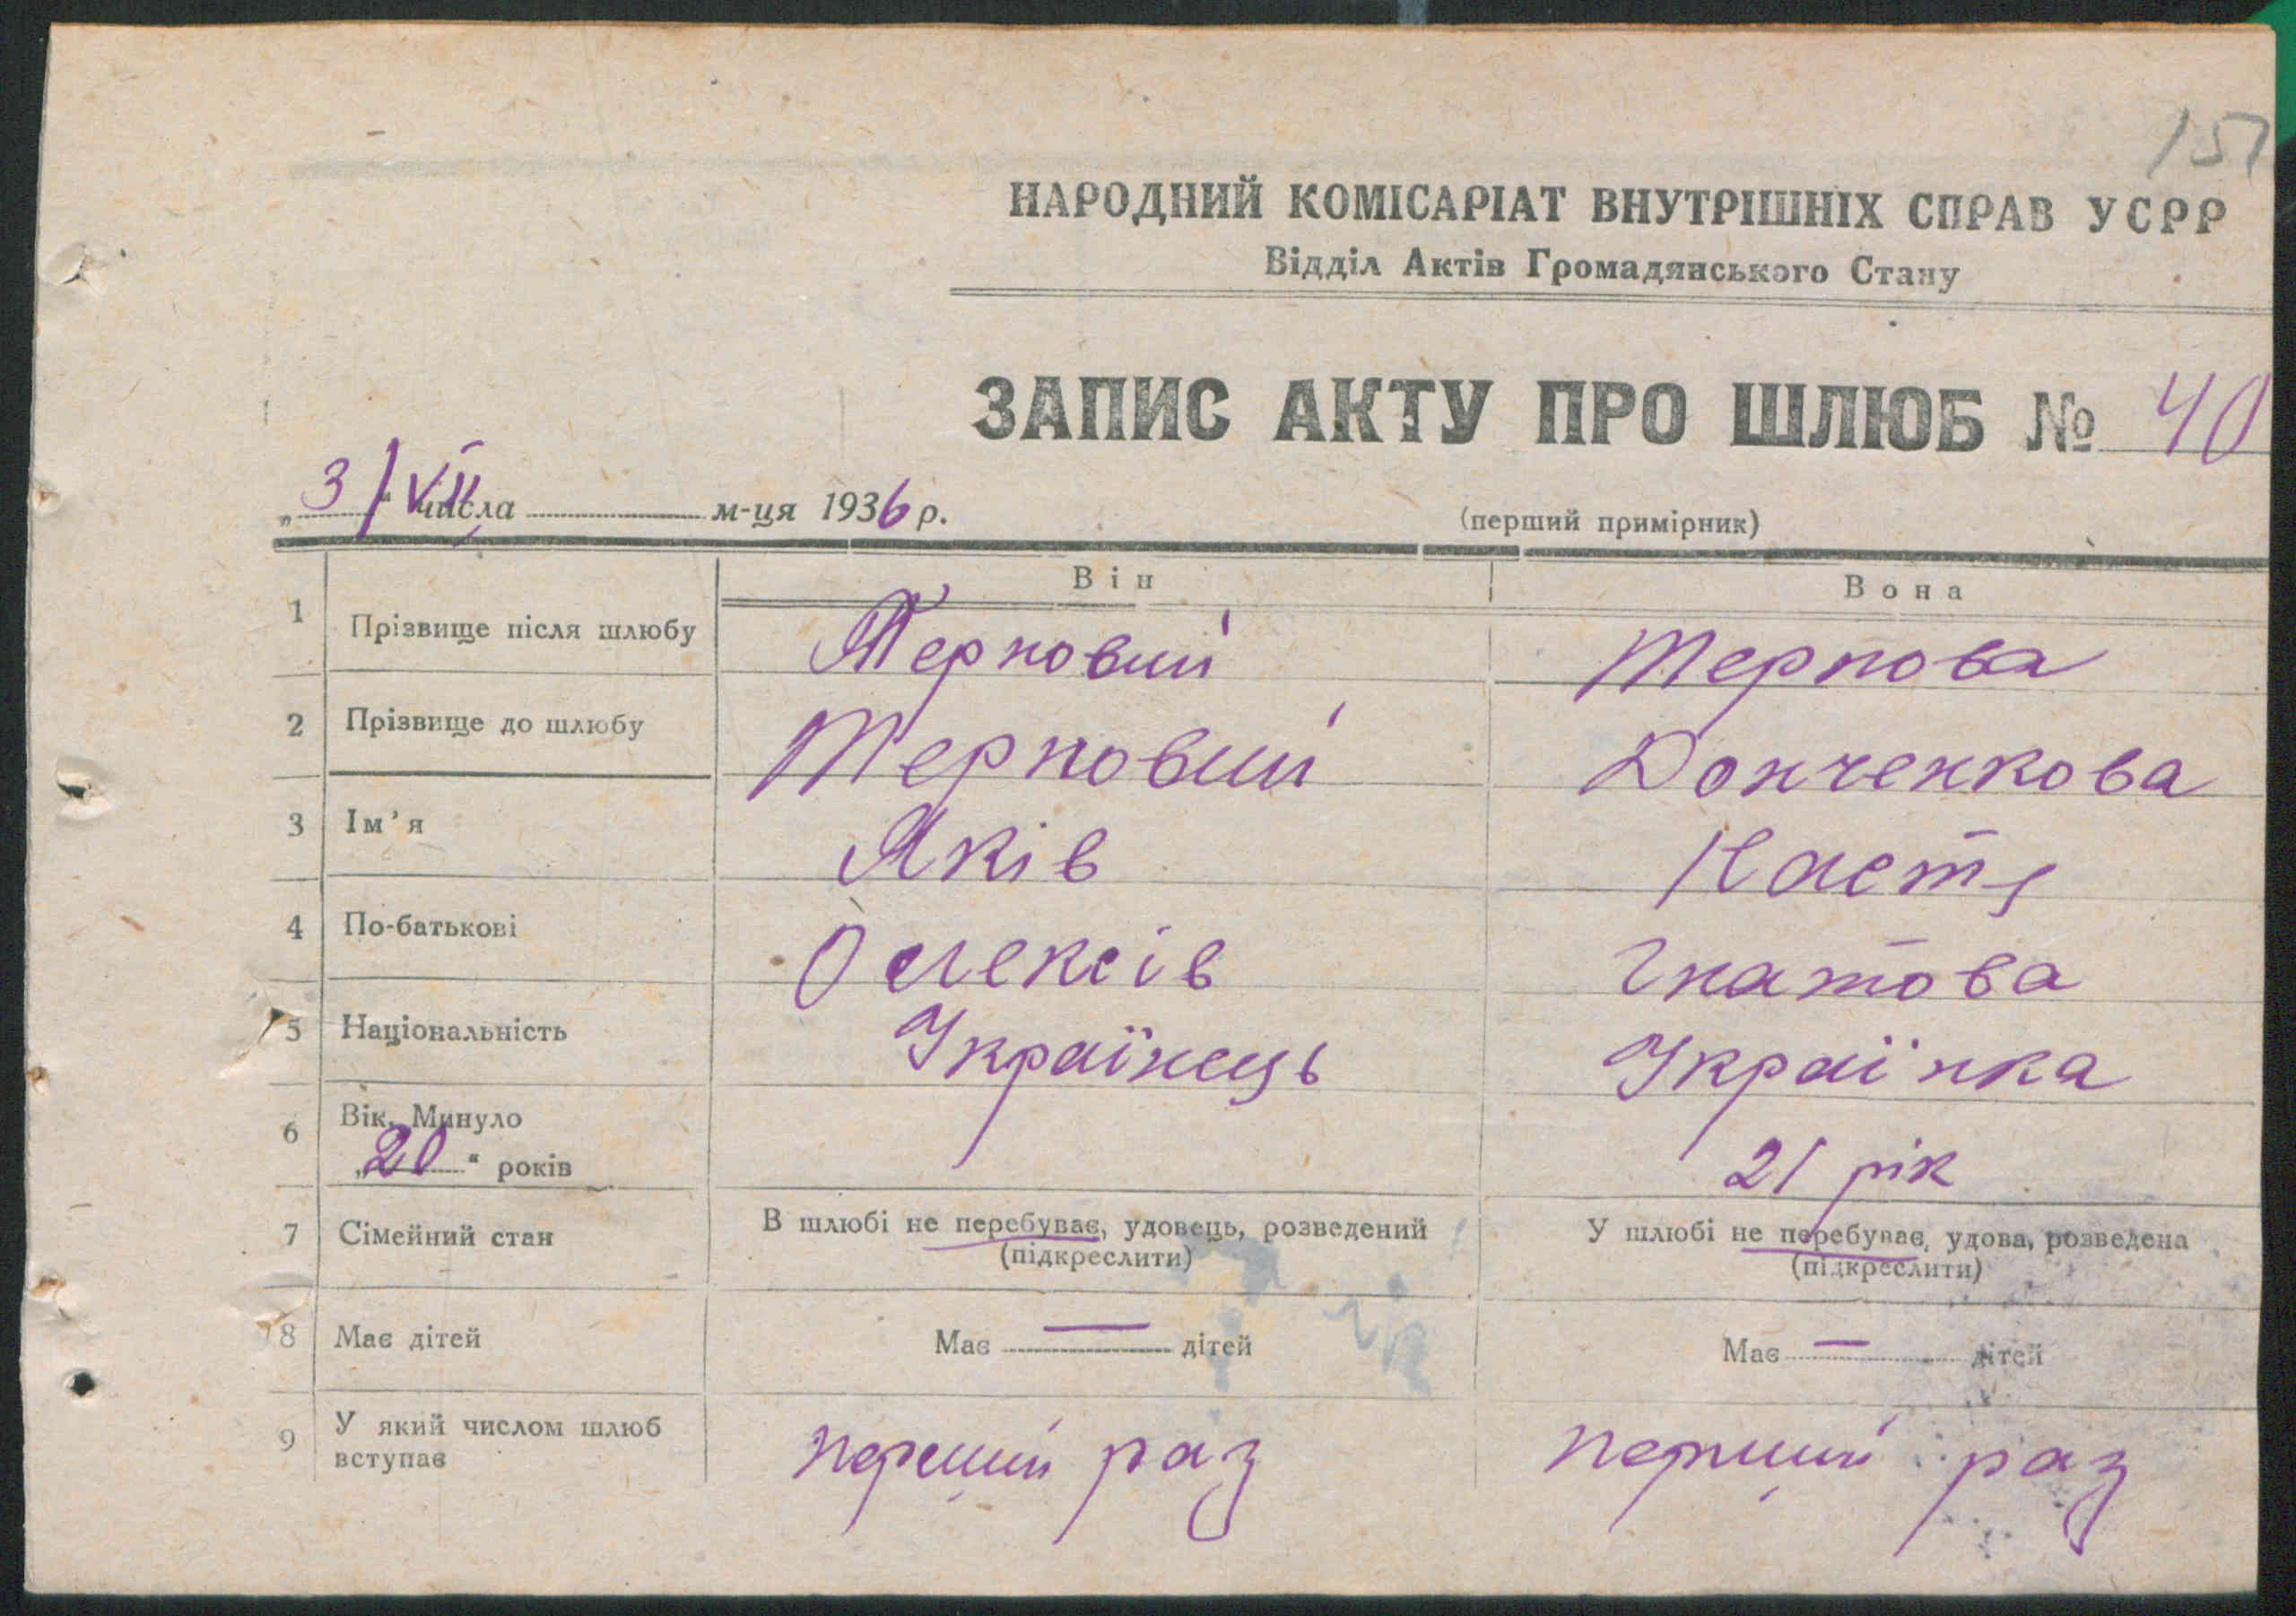 151
НАРОДНИЙ КОМІСАРІАТ ВНУТРІШНІХ СПРАВ УСРР
Відділ Актів Громадянського Стану
ЗАПИС АКТУ ПРО ШЛЮБ № 40
„3/VII“ числа м-ця 1936 р. (перший примірник)
Він Вона
1 Прізвище після шлюбу Терновий Тернова
2 Прізвище до шлюбу Терновий Донченкова
3 Ім'я Яків Настя
4 По-батькові Олексів Гнатова
5 Національність Українець Українка
6 Вік. Минуло
„20“ років 21 рік
7 Сімейний стан В шлюбі не перебуває, удовець, розведений У шлюбі не перебуває, удова, розведена
(підкреслити) (підкреслити)
8 Має дітей Має — дітей Має — дітей
9 У який числом шлюб
вступає перший раз перший раз